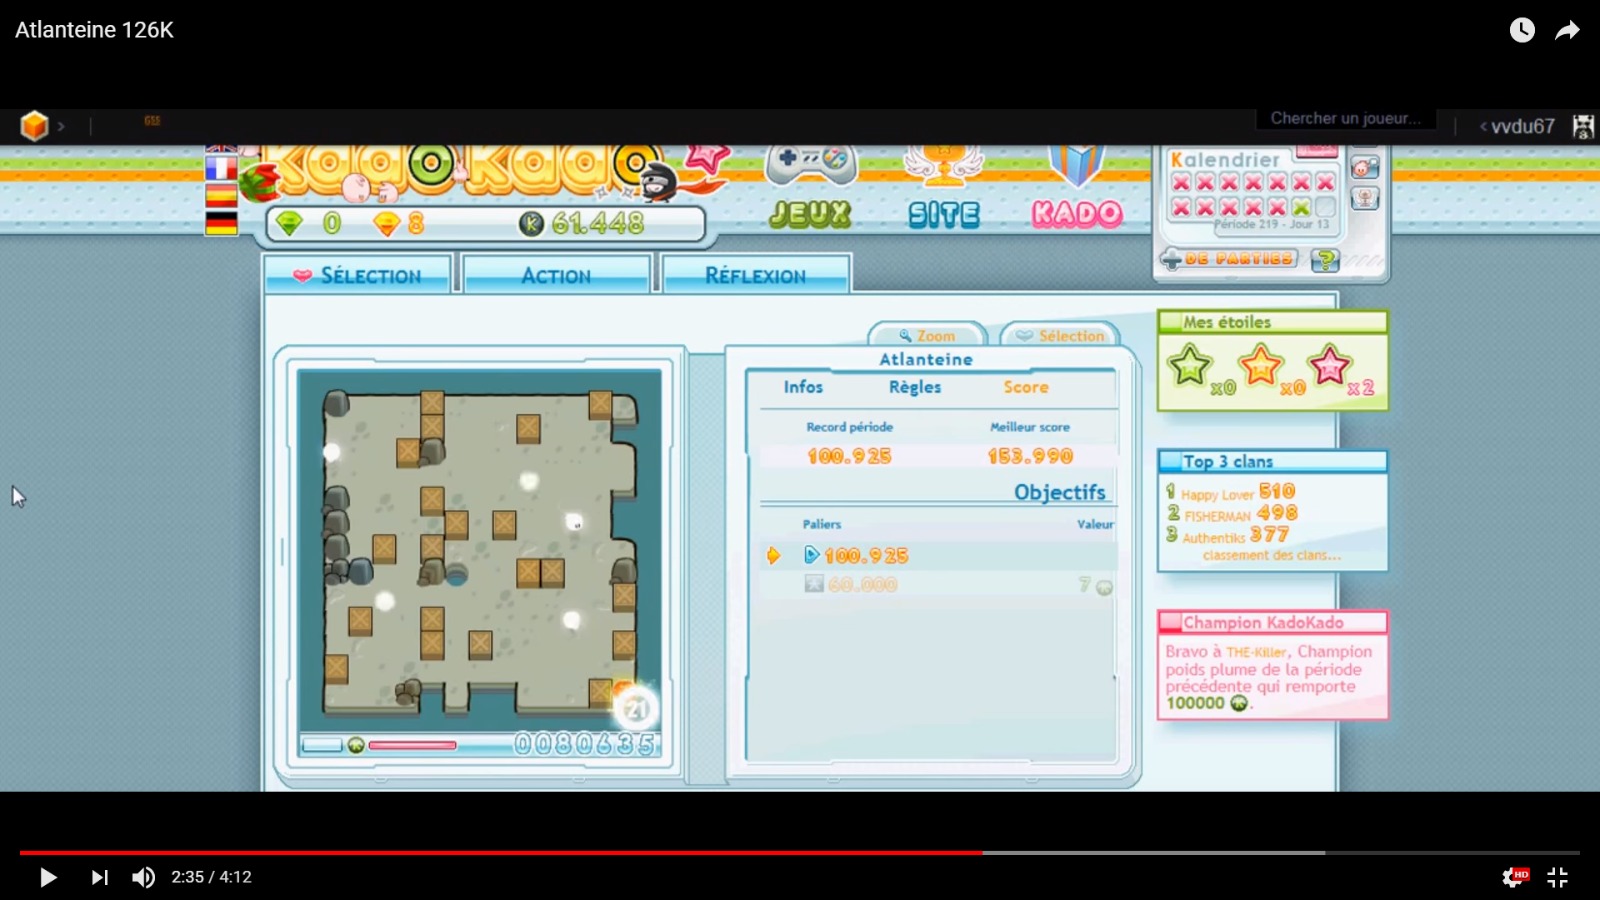 Atlanteine 126K
Chercher un joueur...
vvdu67
KadoKado
0
8
K 61.448
JEUX
SITE
KADO
Kalendrier
Période 219 - Jour 13
+ DE PARTIES
?
SÉLECTION
ACTION
RÉFLEXION
Zoom
Sélection
Atlanteine
Infos
Règles
Score
Record période
Meilleur score
100.925
153.990
Objectifs
Paliers
Valeur
100.925
60.000
7
21
0080635
Mes étoiles
x0
x0
x2
Top 3 clans
1 Happy Lover 510
2 FISHERMAN 498
3 Authentiks 377
classement des clans...
Champion KadoKado
Bravo à THE-Killer, Champion
poids plume de la période
précédente qui remporte
100000 .
2:35 / 4:12
HD